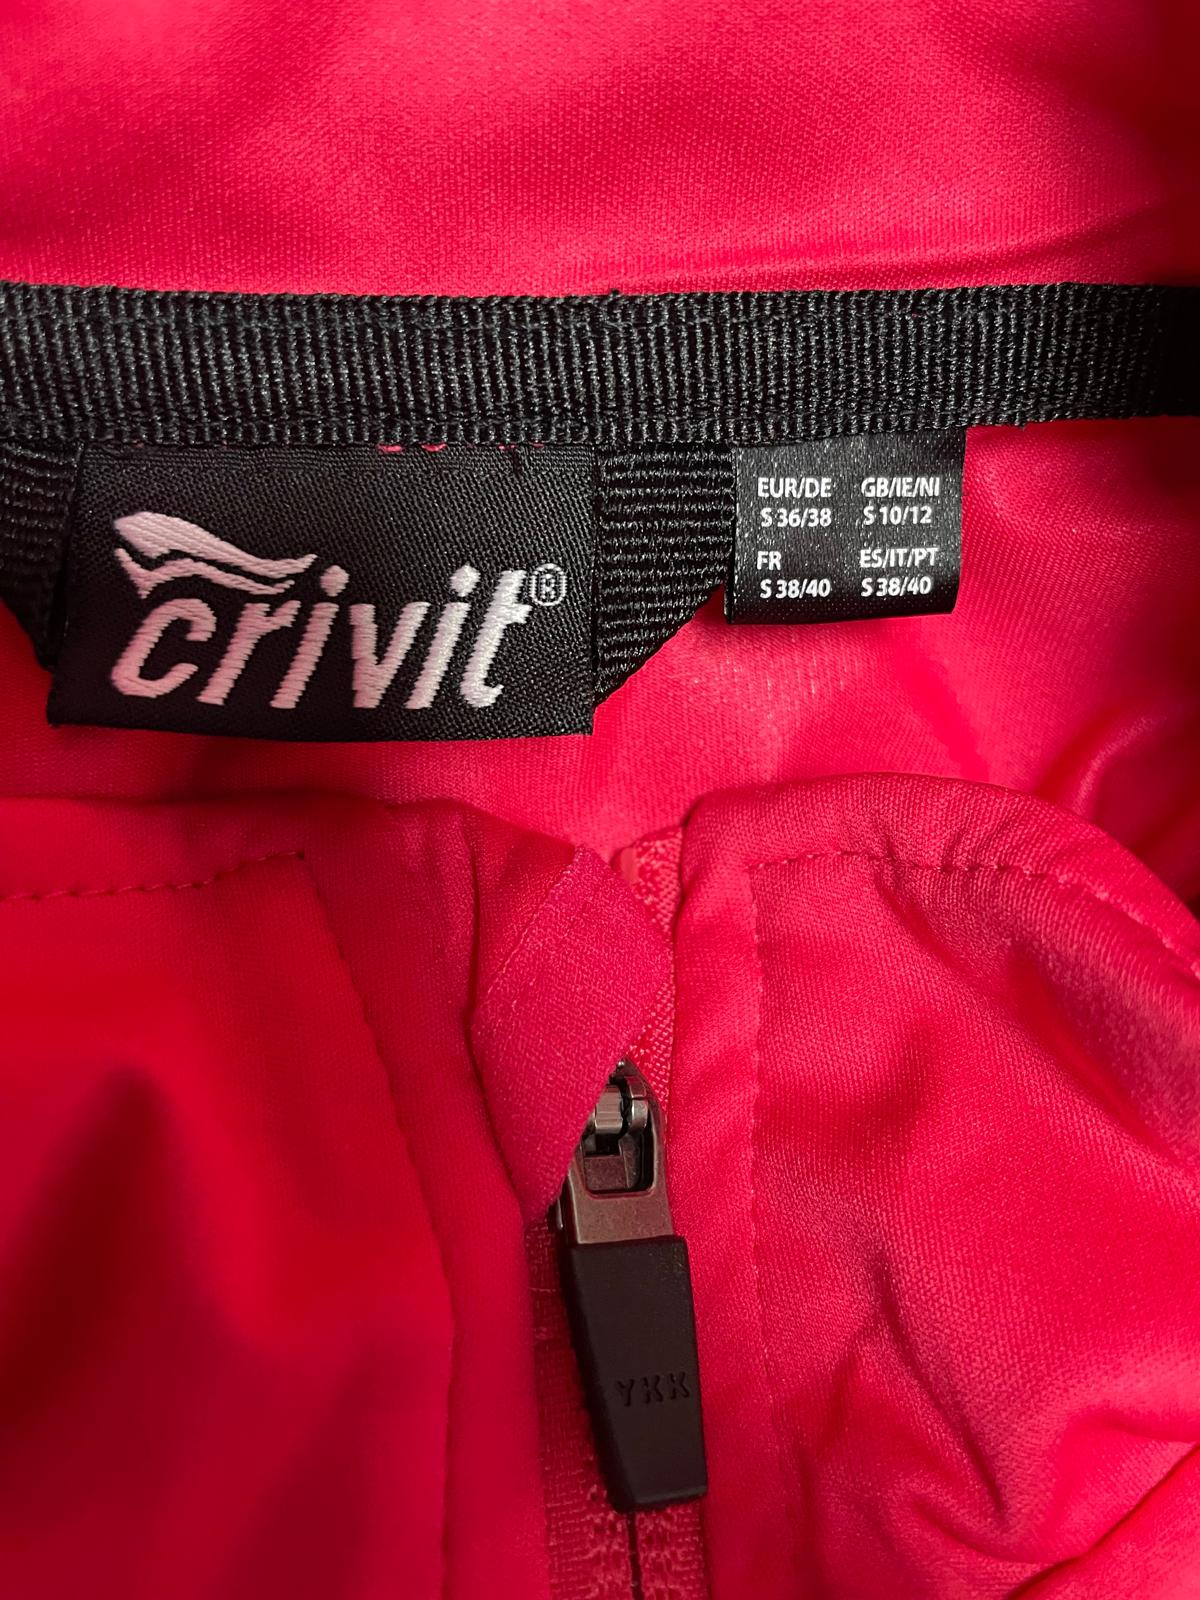 crivit®
EUR/DE GB/IE/NI
S 36/38 S 10/12
FR ES/IT/PT
S 38/40 S 38/40
YKK